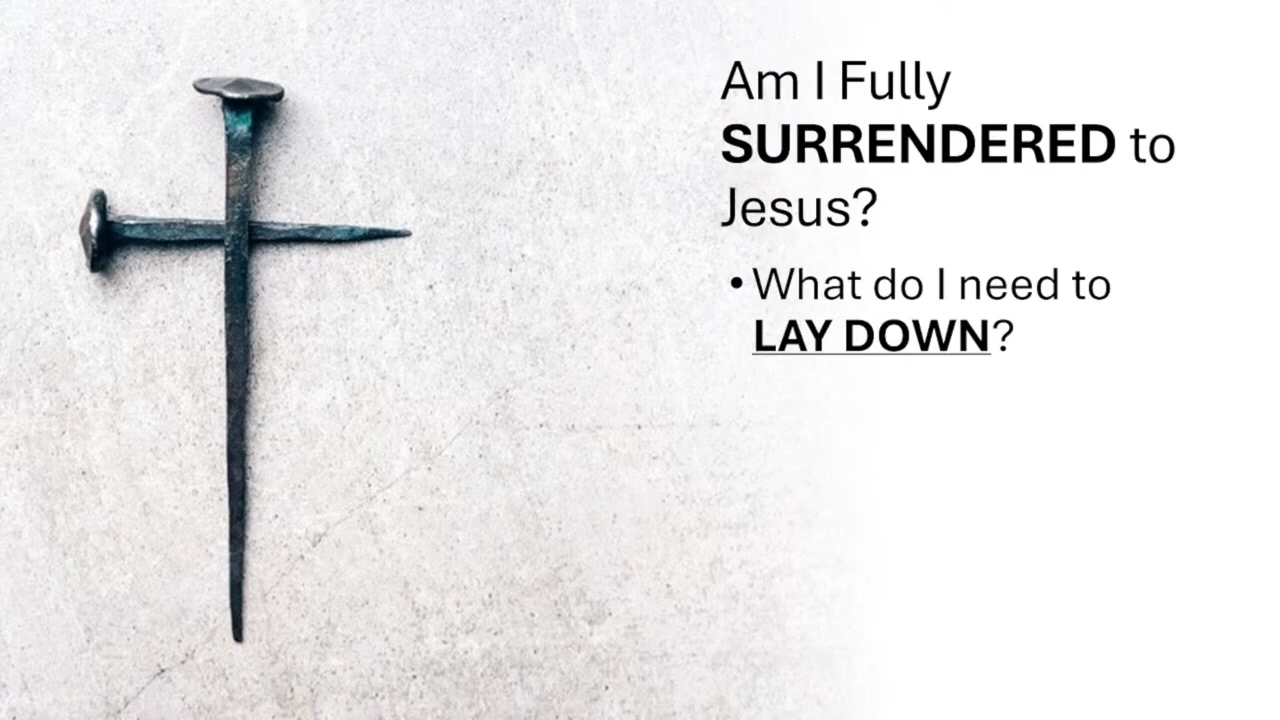 Am I Fully
SURRENDERED to
Jesus?
• What do I need to
LAY DOWN?